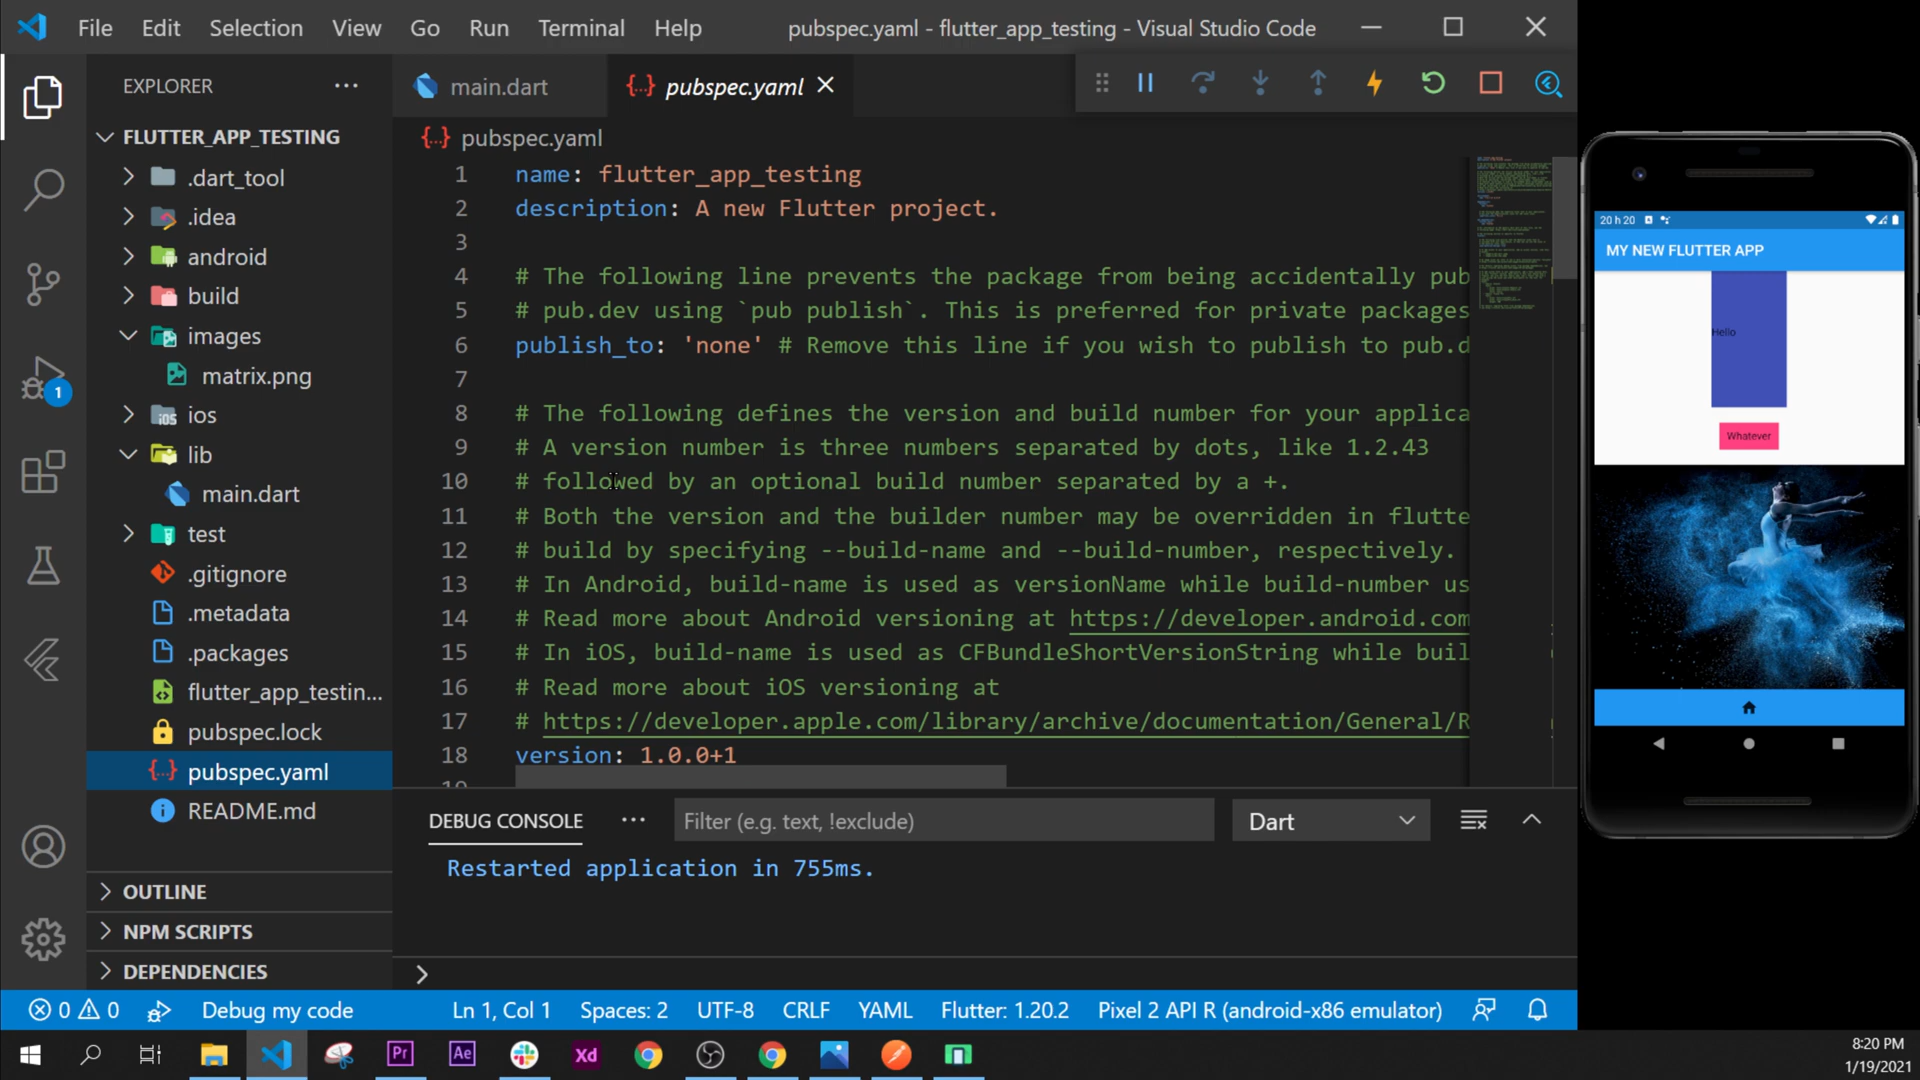 File Edit Selection View Go Run Terminal Help pubspec.yaml - flutter_app_testing - Visual Studio Code
EXPLORER
main.dart
pubspec.yaml
FLUTTER_APP_TESTING
.dart_tool
.idea
android
build
images
matrix.png
ios
lib
main.dart
test
.gitignore
.metadata
.packages
flutter_app_testin...
pubspec.lock
pubspec.yaml
README.md
OUTLINE
NPM SCRIPTS
DEPENDENCIES
1
pubspec.yaml
1 name: flutter_app_testing
2 description: A new Flutter project.
3
4 # The following line prevents the package from being accidentally pub
5 # pub.dev using `pub publish`. This is preferred for private packages
6 publish_to: 'none' # Remove this line if you wish to publish to pub.d
7
8 # The following defines the version and build number for your applica
9 # A version number is three numbers separated by dots, like 1.2.43
10 # followed by an optional build number separated by a +.
11 # Both the version and the builder number may be overridden in flutte
12 # build by specifying --build-name and --build-number, respectively.
13 # In Android, build-name is used as versionName while build-number us
14 # Read more about Android versioning at https://developer.android.com
15 # In iOS, build-name is used as CFBundleShortVersionString while buil
16 # Read more about iOS versioning at
17 # https://developer.apple.com/library/archive/documentation/General/R
18 version: 1.0.0+1
19
DEBUG CONSOLE
Filter (e.g. text, !exclude)
Dart
Restarted application in 755ms.
0 0 Debug my code Ln 1, Col 1 Spaces: 2 UTF-8 CRLF YAML Flutter: 1.20.2 Pixel 2 API R (android-x86 emulator)
20 h 20
MY NEW FLUTTER APP
Hello
Whatever
Pr Ae Xd
8:20 PM
1/19/2021